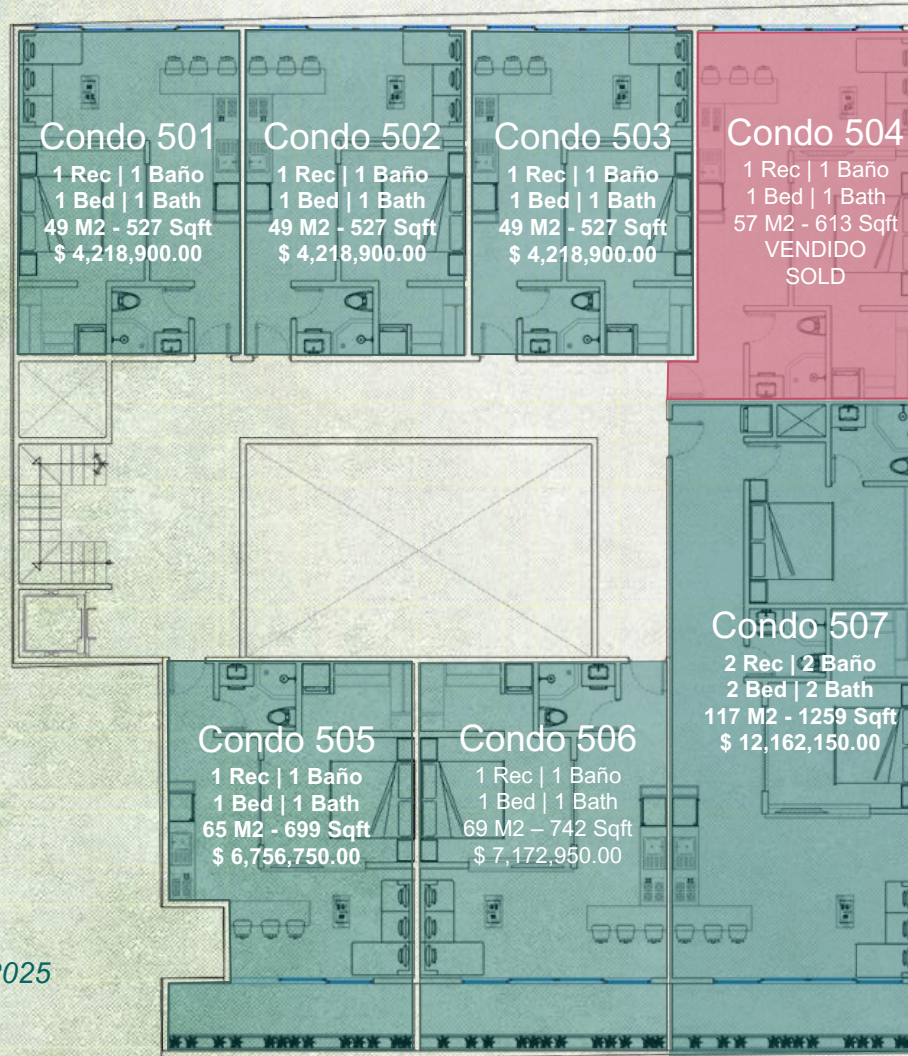 Condo 501
1 Rec | 1 Baño
1 Bed | 1 Bath
49 M2 - 527 Sqft
$ 4,218,900.00
Condo 502
1 Rec | 1 Baño
1 Bed | 1 Bath
49 M2 - 527 Sqft
$ 4,218,900.00
Condo 503
1 Rec | 1 Baño
1 Bed | 1 Bath
49 M2 - 527 Sqft
$ 4,218,900.00
Condo 504
1 Rec | 1 Baño
1 Bed | 1 Bath
57 M2 - 613 Sqft
VENDIDO
SOLD
Condo 507
2 Rec | 2 Baño
2 Bed | 2 Bath
117 M2 - 1259 Sqft
$ 12,162,150.00
Condo 505
1 Rec | 1 Baño
1 Bed | 1 Bath
65 M2 - 699 Sqft
$ 6,756,750.00
Condo 506
1 Rec | 1 Baño
1 Bed | 1 Bath
69 M2 – 742 Sqft
$ 7,172,950.00
2025